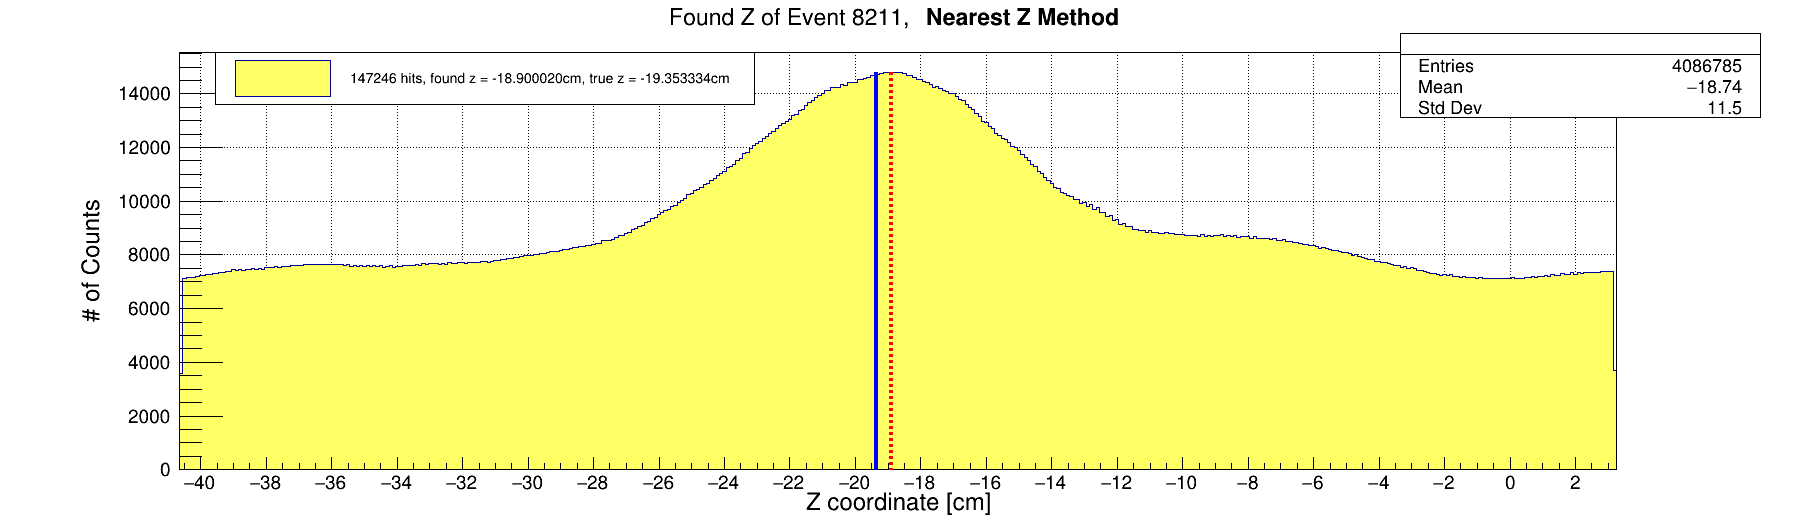 Found Z of Event 8211, Nearest Z Method
147246 hits, found z = -18.900020cm, true z = -19.353334cm
Entries 4086785
Mean −18.74
Std Dev 11.5
# of Counts
14000
12000
10000
8000
6000
4000
2000
0
−40 −38 −36 −34 −32 −30 −28 −26 −24 −22 −20 −18 −16 −14 −12 −10 −8 −6 −4 −2 0 2
Z coordinate [cm]